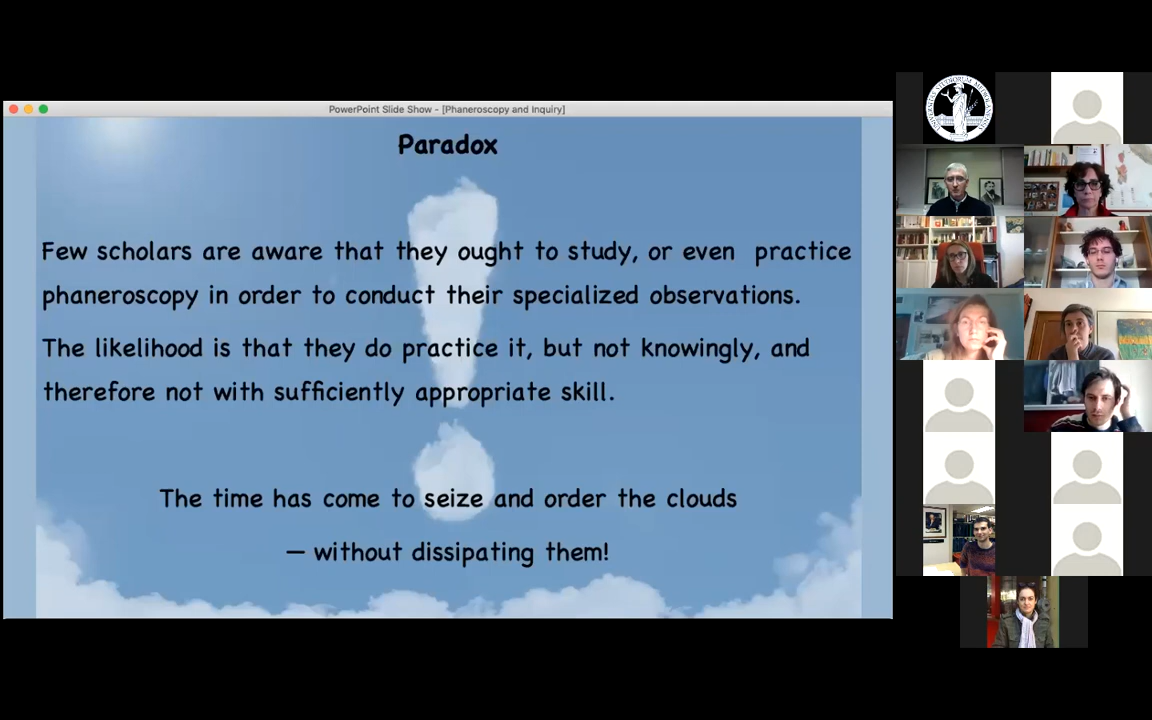 PowerPoint Slide Show - [Phaneroscopy and Inquiry]
Paradox
Few scholars are aware that they ought to study, or even practice
phaneroscopy in order to conduct their specialized observations.
The likelihood is that they do practice it, but not knowingly, and
therefore not with sufficiently appropriate skill.
The time has come to seize and order the clouds
— without dissipating them!